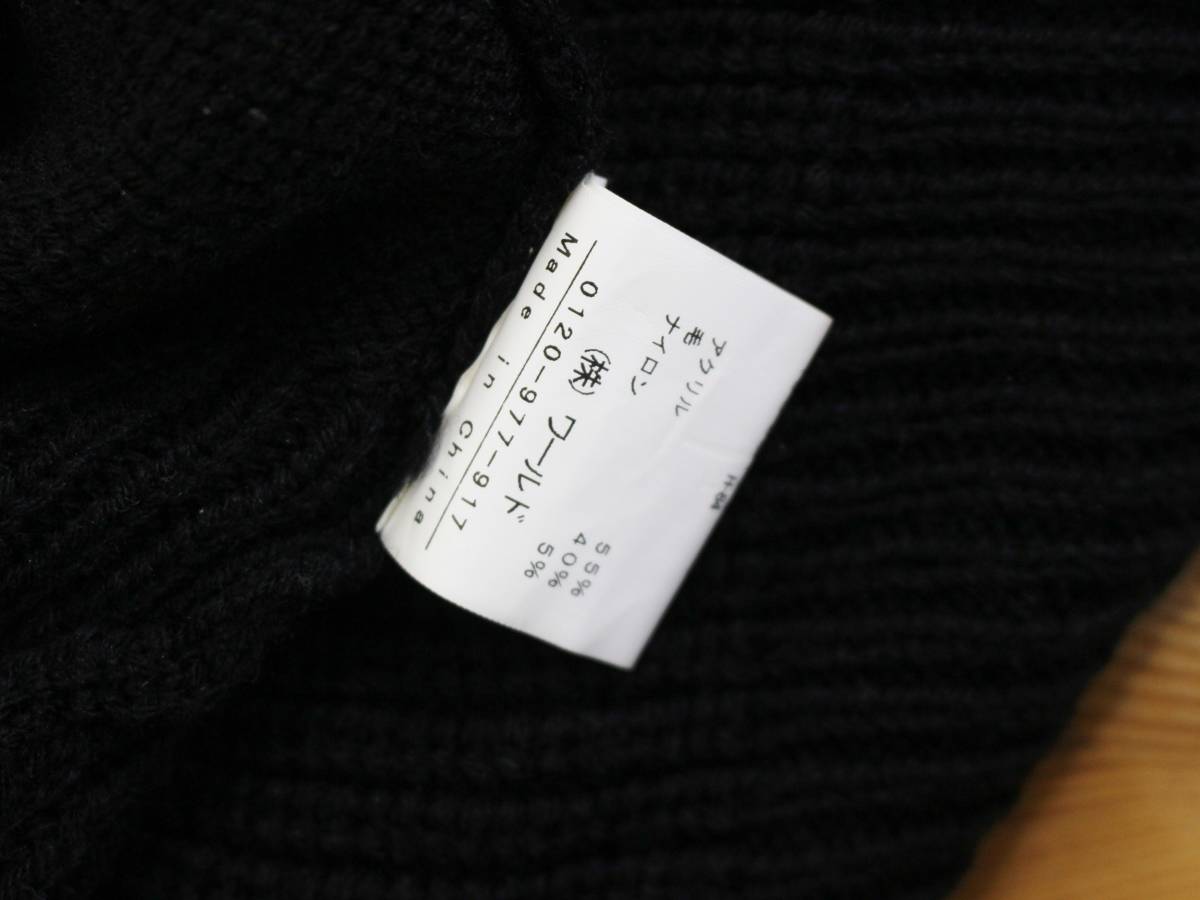 H-84
アクリル 55%
毛 40%
ナイロン 5%
(株) ワールド
0120-977-917
Made in China